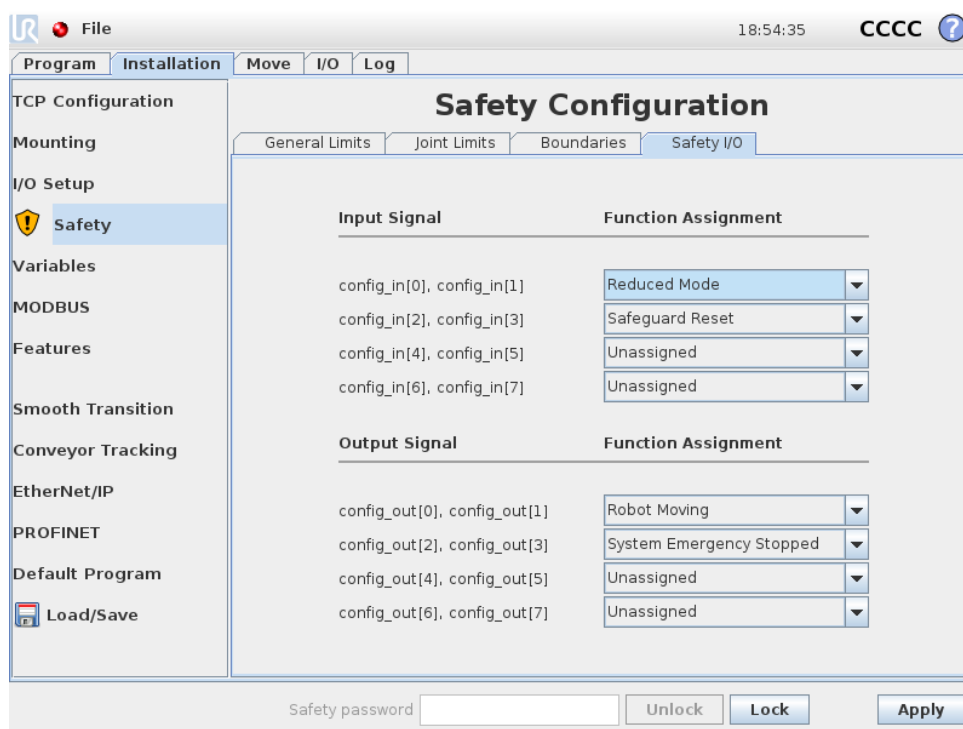 UR File 18:54:35 CCCC ?
Program Installation Move I/O Log
TCP Configuration
Mounting
I/O Setup
Safety
Variables
MODBUS
Features
Smooth Transition
Conveyor Tracking
EtherNet/IP
PROFINET
Default Program
Load/Save
Safety Configuration
General Limits Joint Limits Boundaries Safety I/O
Input Signal Function Assignment
config_in[0], config_in[1] Reduced Mode
config_in[2], config_in[3] Safeguard Reset
config_in[4], config_in[5] Unassigned
config_in[6], config_in[7] Unassigned
Output Signal Function Assignment
config_out[0], config_out[1] Robot Moving
config_out[2], config_out[3] System Emergency Stopped
config_out[4], config_out[5] Unassigned
config_out[6], config_out[7] Unassigned
Safety password Unlock Lock Apply